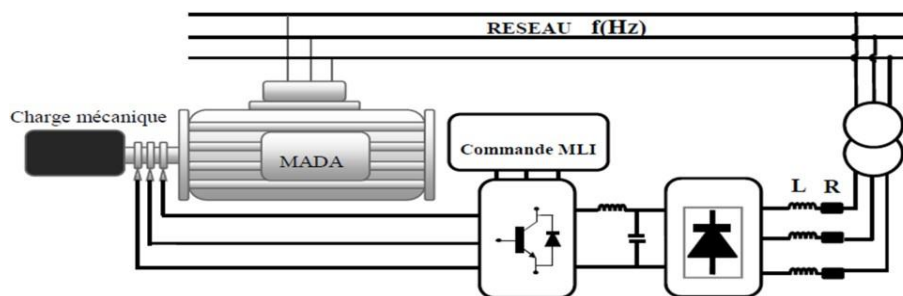 RESEAU f(Hz)
Charge mécanique
MADA
Commande MLI
L R